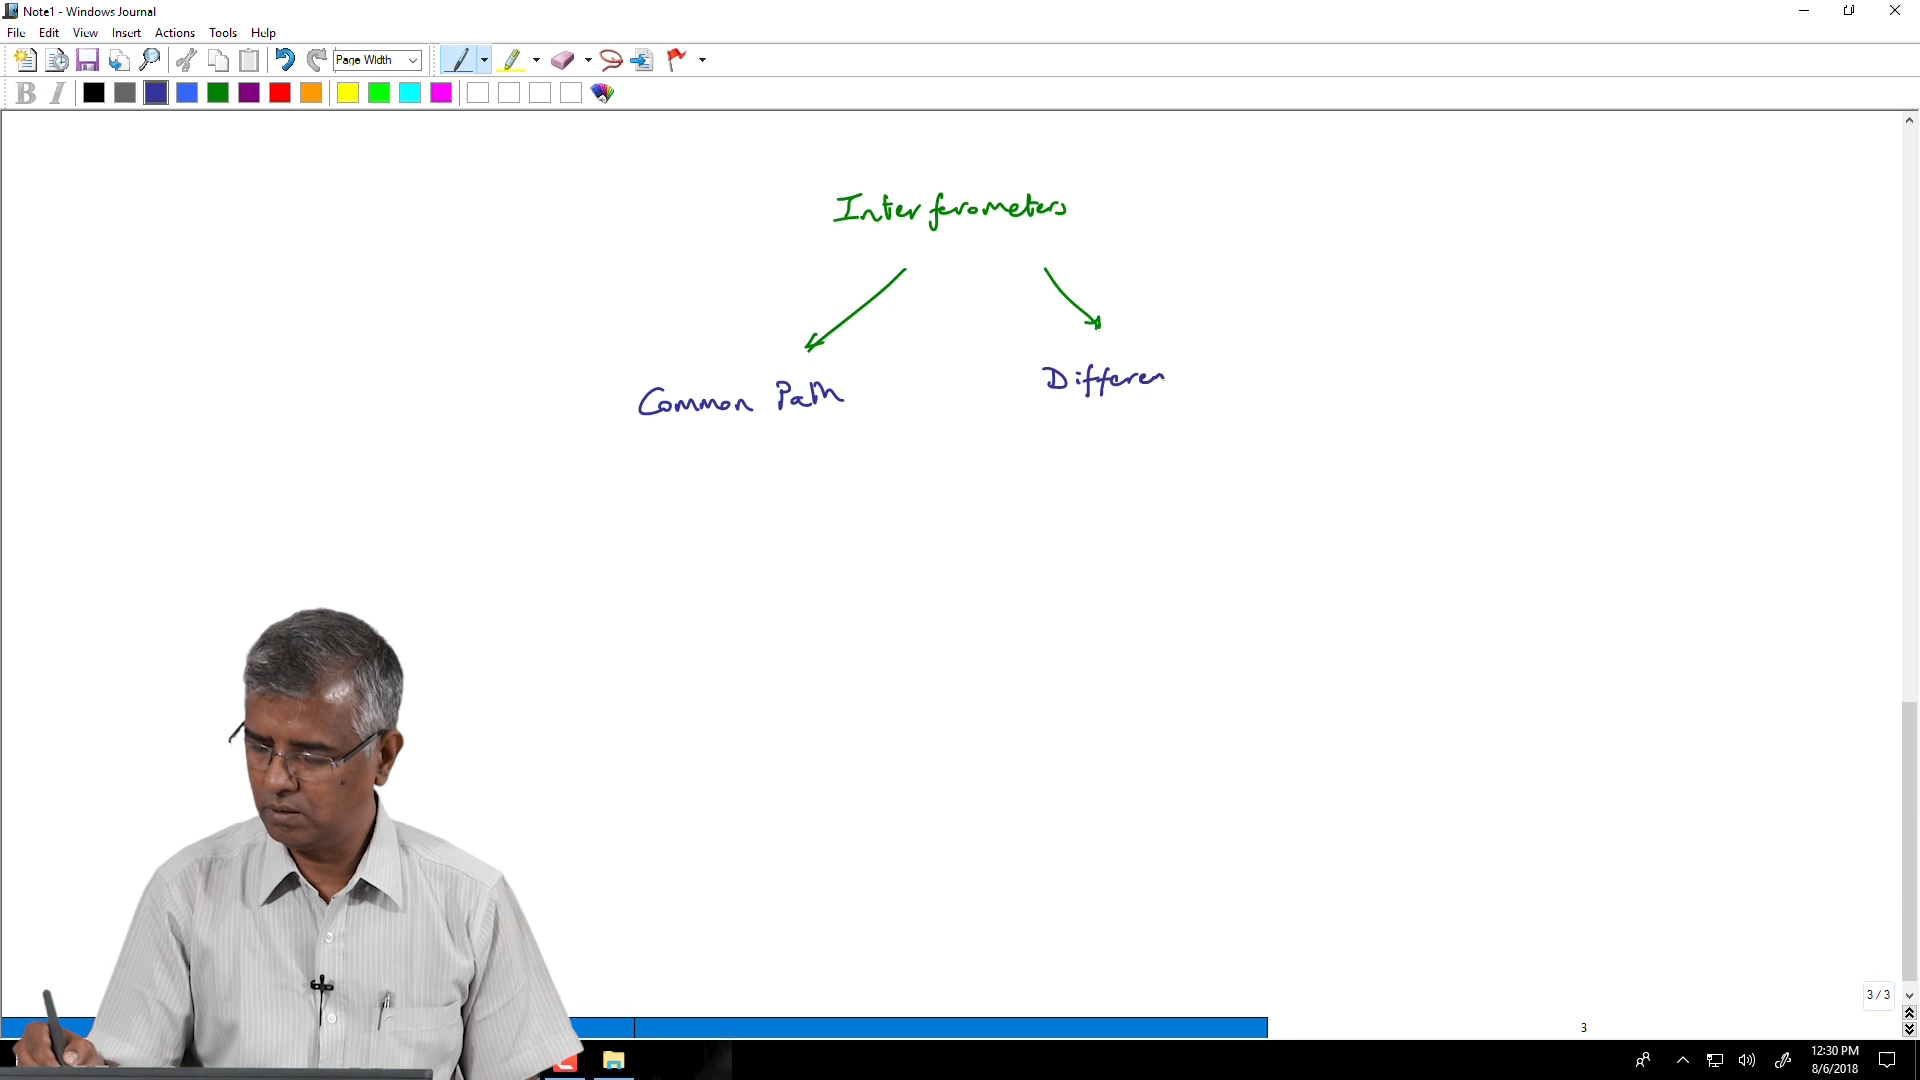 Note1 - Windows Journal
File Edit View Insert Actions Tools Help
Page Width
B I
Interferometers
Common Path
Differen
3 / 3
3
12:30 PM
8/6/2018